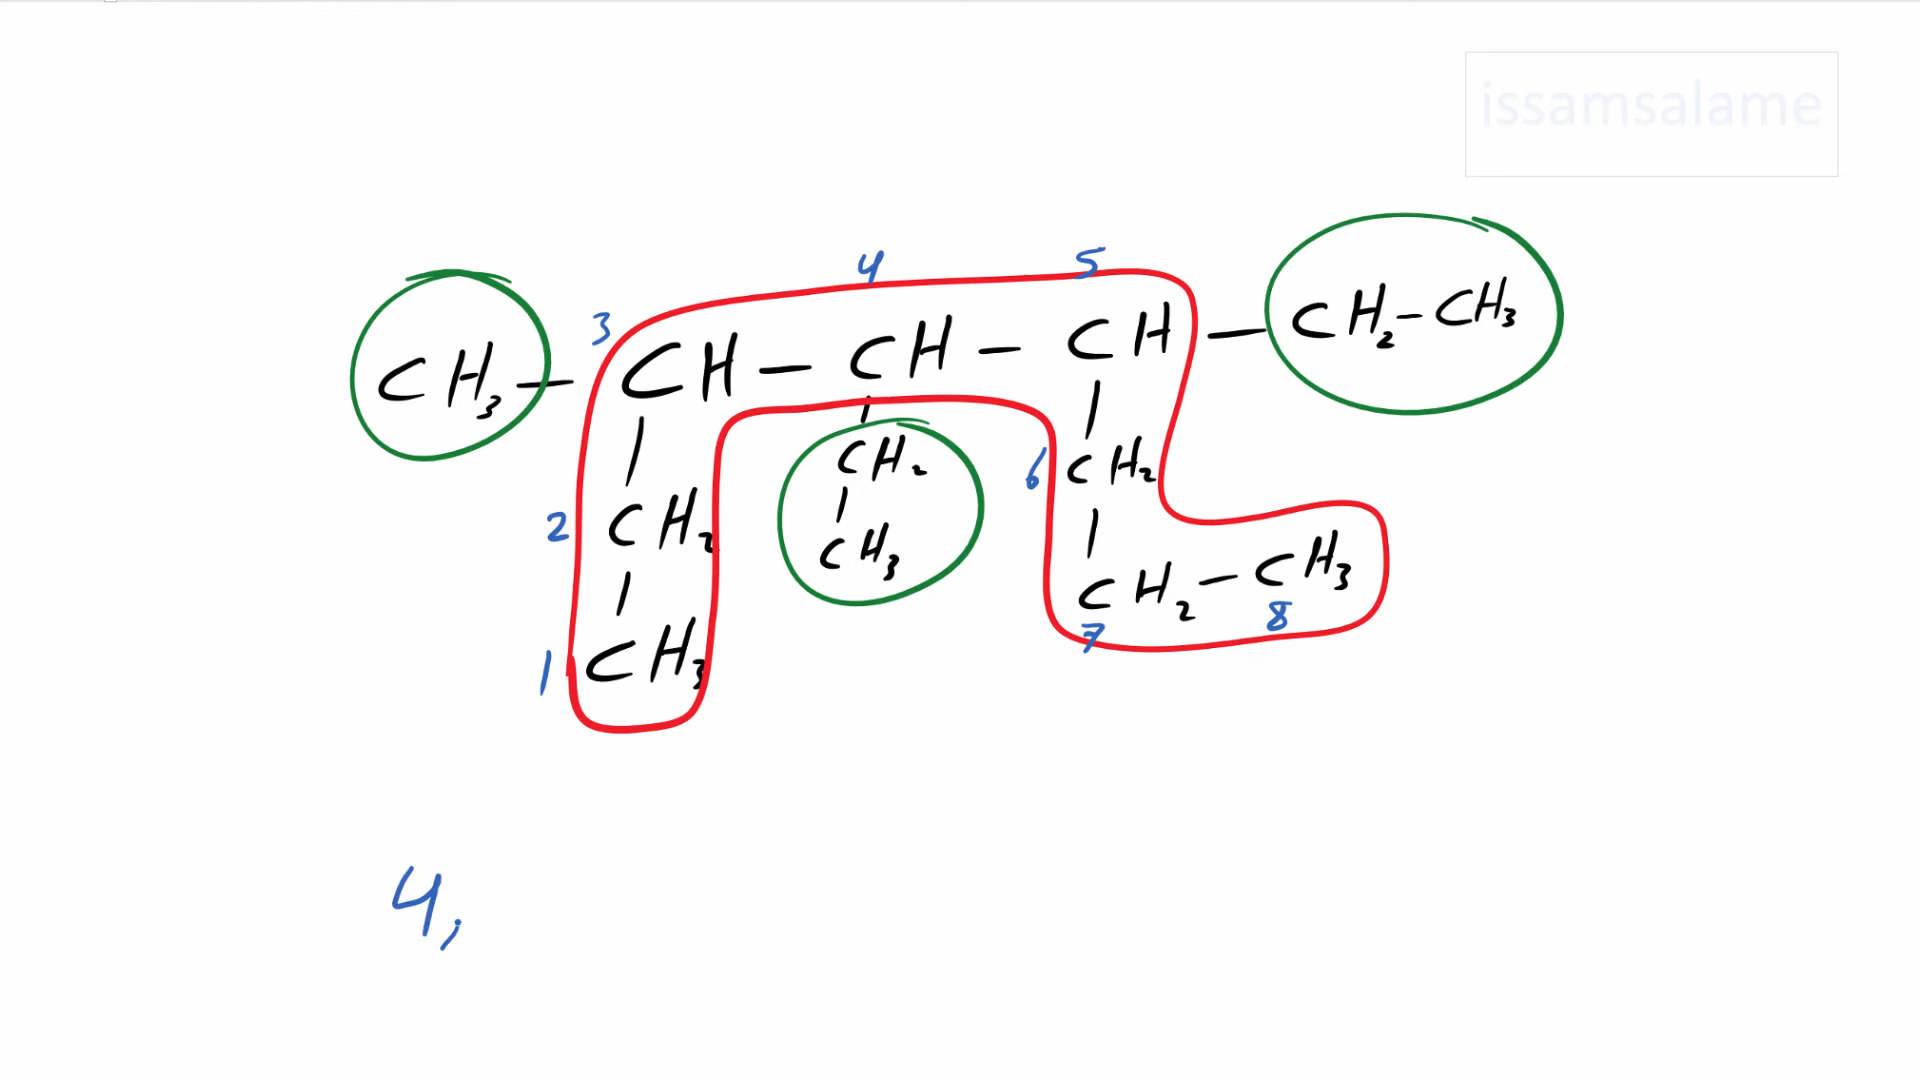 issamsalame
4 5
3
CH₃ – CH – CH – CH – CH₂ – CH₃
CH₂ 6 CH₂
2 CH₂
CH₃ CH₂ – CH₃
7 8
1 CH₃
4,